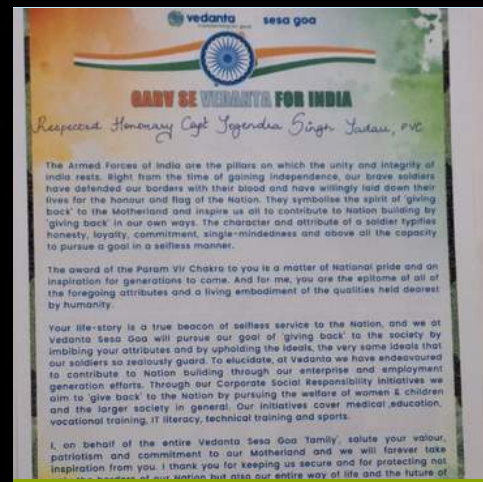 vedanta
sesa goa
transforming for good
GARV SE VEDANTA FOR INDIA
Respected Honorary Capt Yogendra Singh Yadav, PVC
The Armed Forces of India are the pillars on which the unity and integrity of
india rests. Right from the time of gaining independence, our brave soldiers
have defended our borders with their blood and have willingly laid down their
lives for the honour and flag of the Nation. They symbolise the spirit of 'giving
back' to the Motherland and inspire us all to contribute to Nation building by
'giving back' in our own ways. The character and attribute of a soldier typifies
honesty, loyalty, commitment, single-mindedness and above all the capacity
to pursue a goal in a selfless manner.
The award of the Param Vir Chakra to you is a matter of National pride and an
inspiration for generations to come. And for me, you are the epitome of all of
the foregoing attributes and a living embodiment of the qualities held dearest
by humanity.
Your life-story is a true beacon of selfless service to the Nation, and we at
Vedanta Sesa Goa will pursue our goal of 'giving back' to the society by
imbibing your attributes and by upholding the ideals, the very same ideals that
our soldiers so zealously guard. To elucidate, at Vedanta we have endeavoured
to contribute to Nation building through our enterprise and employment
generation efforts. Through our Corporate Social Responsibility initiatives we
aim to 'give back' to the Nation by pursuing the welfare of women & children
and the larger society in general. Our initiatives cover medical ,education,
vocational training, IT literacy, technical training and sports.
I, on behalf of the entire Vedanta Sesa Goa 'family', salute your valour,
patriotism and commitment to our Motherland and we will forever take
inspiration from you. I thank you for keeping us secure and for protecting not
the borders of our Nation but also our entire way of life and the future of